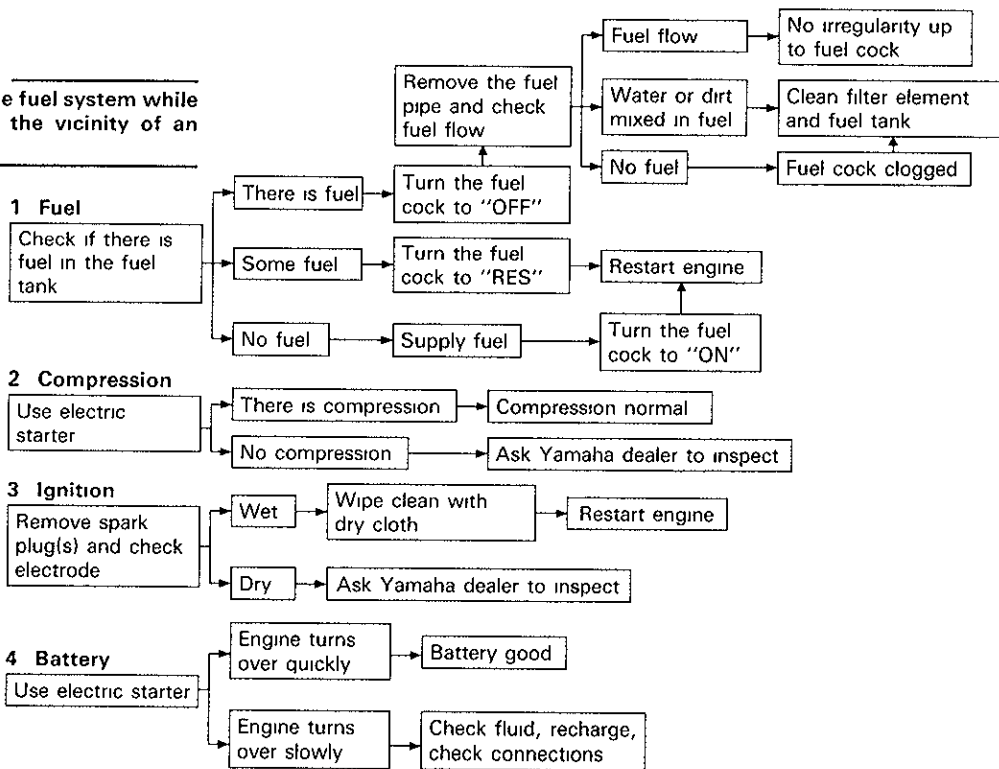 e fuel system while
the vicinity of an
1 Fuel
Check if there is
fuel in the fuel
tank
There is fuel
Turn the fuel
cock to "OFF"
Remove the fuel
pipe and check
fuel flow
Fuel flow
No irregularity up
to fuel cock
Water or dirt
mixed in fuel
Clean filter element
and fuel tank
No fuel
Fuel cock clogged
Some fuel
Turn the fuel
cock to "RES"
Restart engine
No fuel
Supply fuel
Turn the fuel
cock to "ON"
2 Compression
Use electric
starter
There is compression
Compression normal
No compression
Ask Yamaha dealer to inspect
3 Ignition
Remove spark
plug(s) and check
electrode
Wet
Wipe clean with
dry cloth
Restart engine
Dry
Ask Yamaha dealer to inspect
4 Battery
Use electric starter
Engine turns
over quickly
Battery good
Engine turns
over slowly
Check fluid, recharge,
check connections